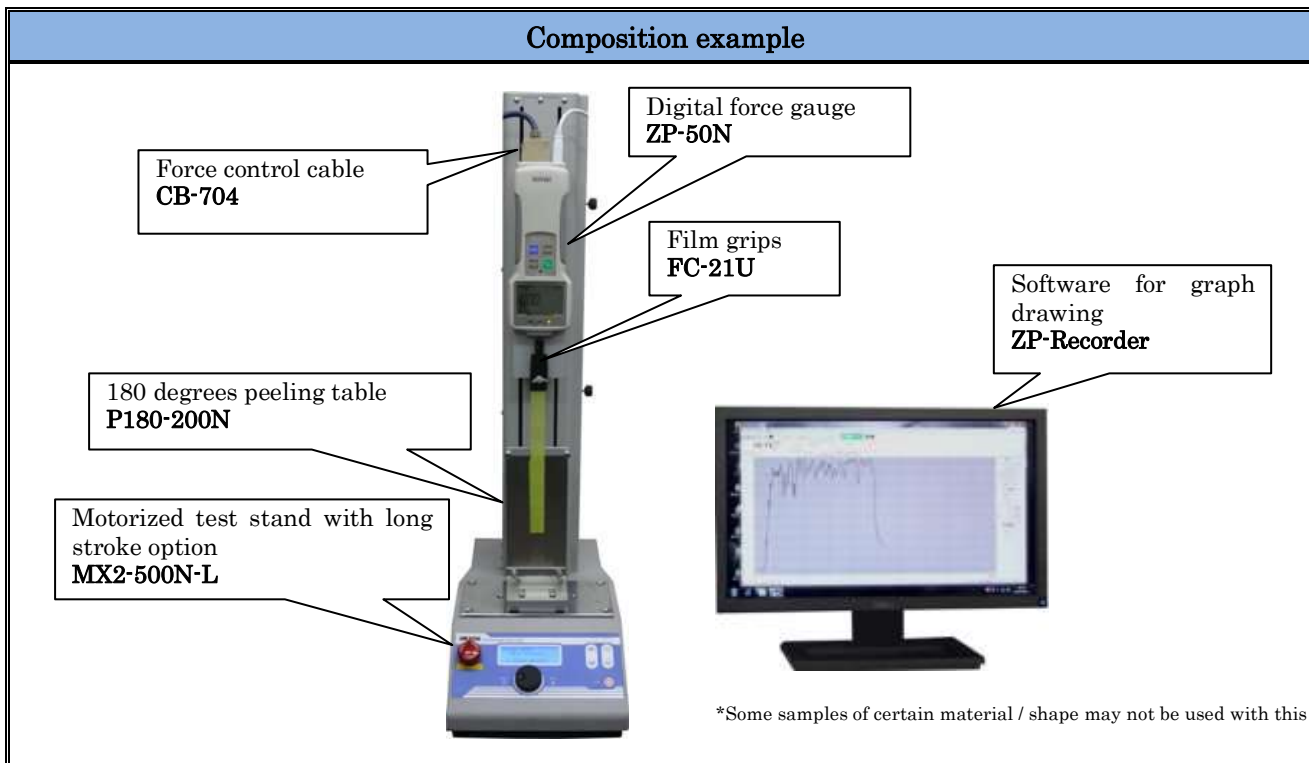 Composition example
Digital force gauge
ZP-50N
Force control cable
CB-704
Film grips
FC-21U
Software for graph
drawing
ZP-Recorder
180 degrees peeling table
P180-200N
Motorized test stand with long
stroke option
MX2-500N-L
*Some samples of certain material / shape may not be used with this